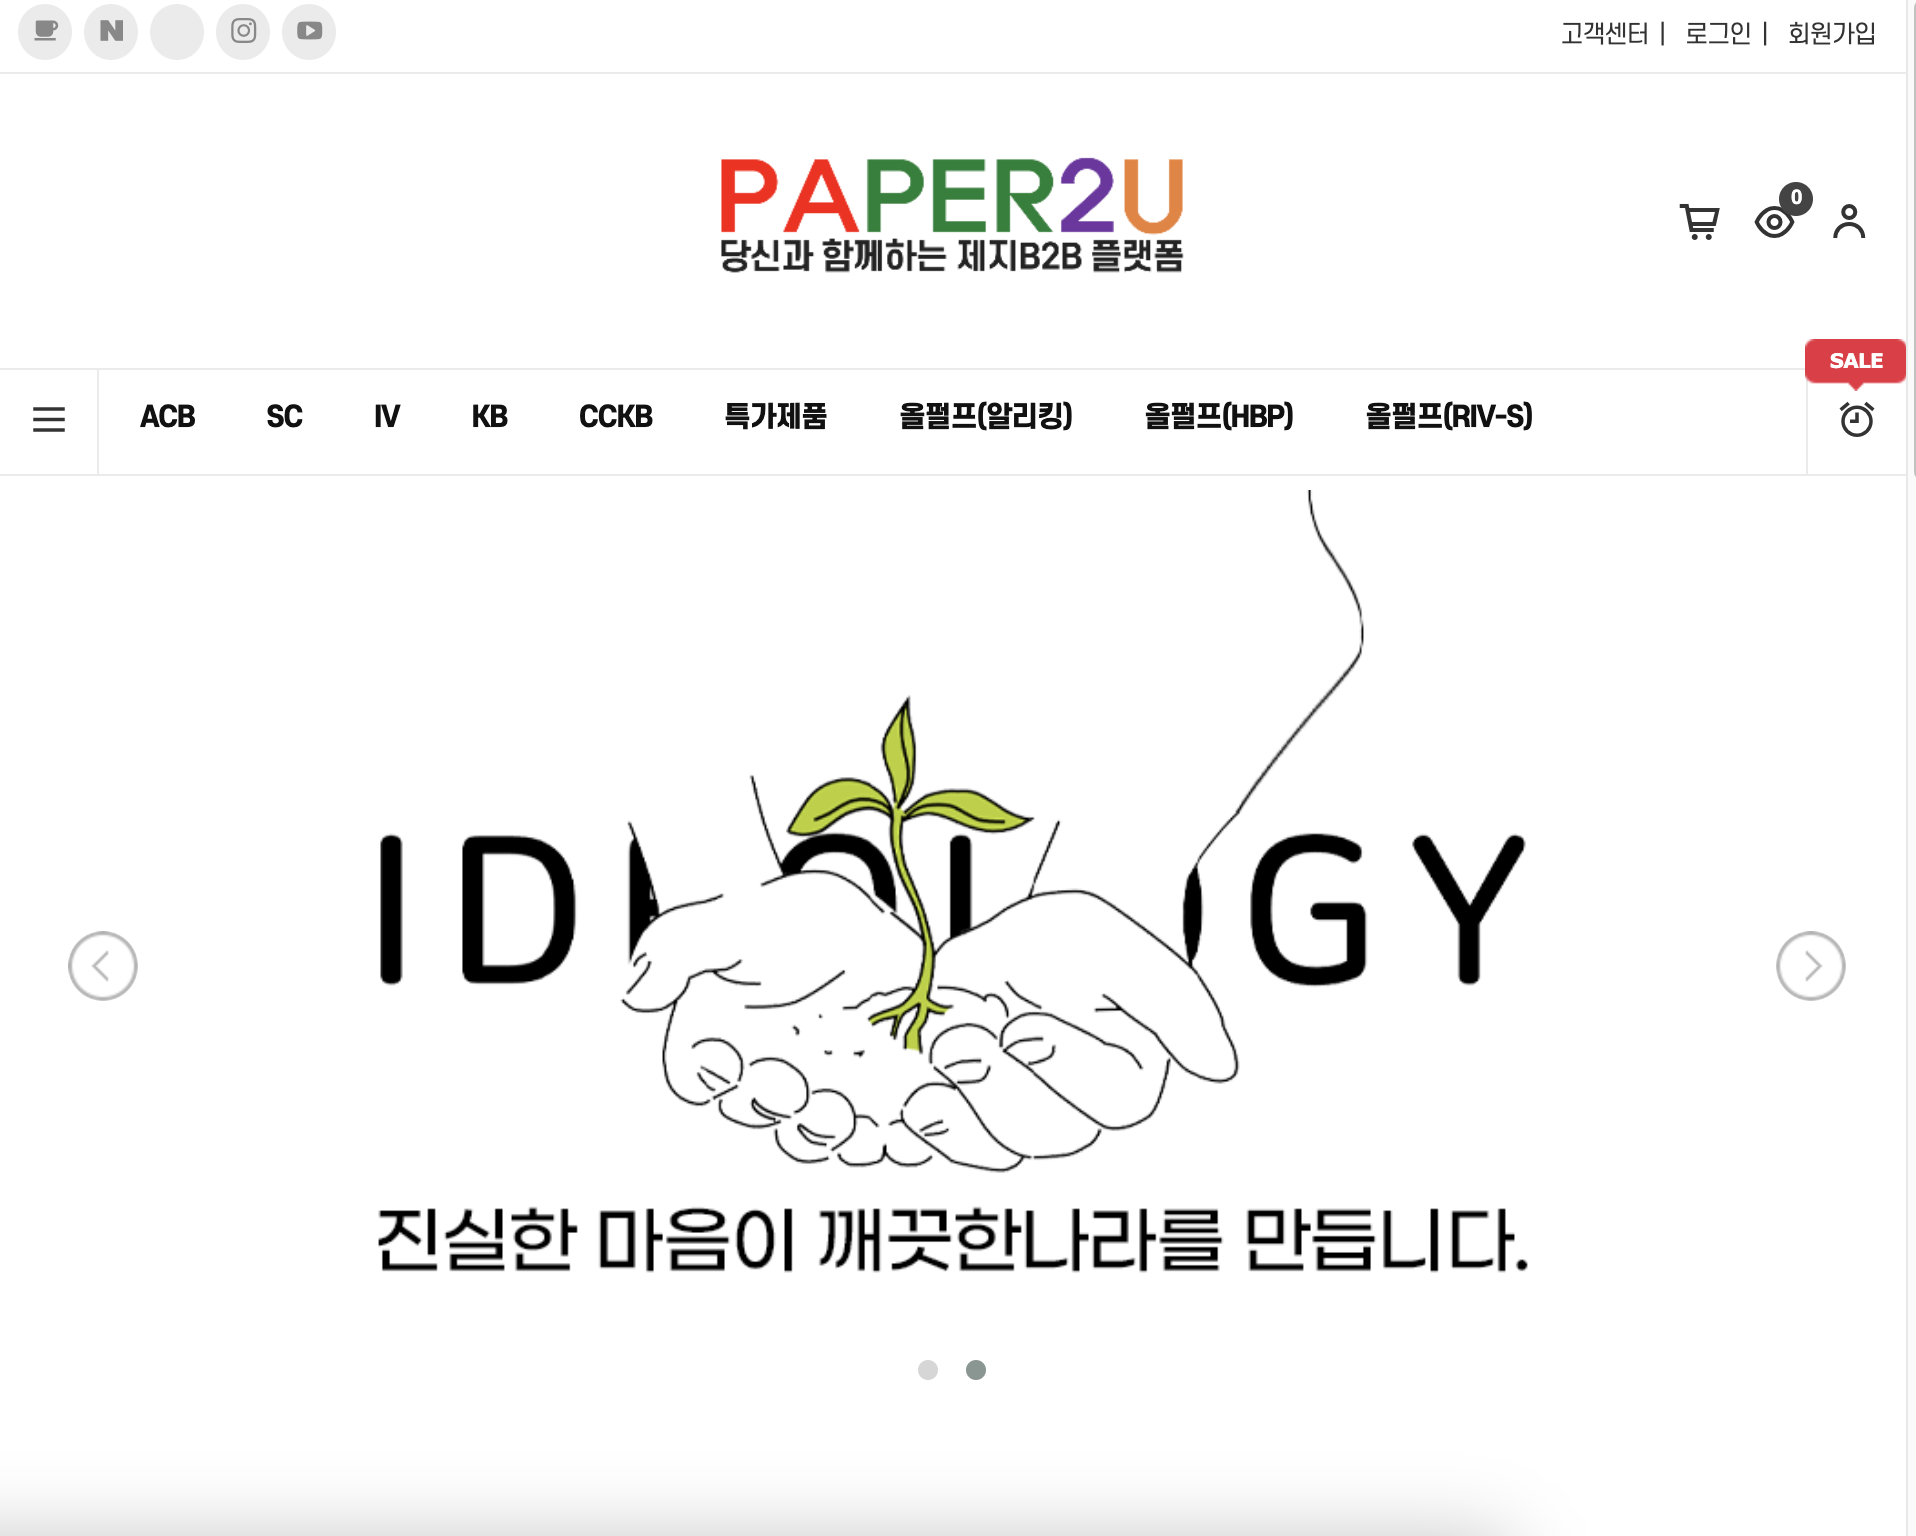 고객센터 | 로그인 | 회원가입
PAPER2U
당신과 함께하는 제지B2B 플랫폼
0
SALE
ACB SC IV KB CCKB 특가제품 올펄프(알리킹) 올펄프(HBP) 올펄프(RIV-S)
IDEOLOGY
진실한 마음이 깨끗한나라를 만듭니다.